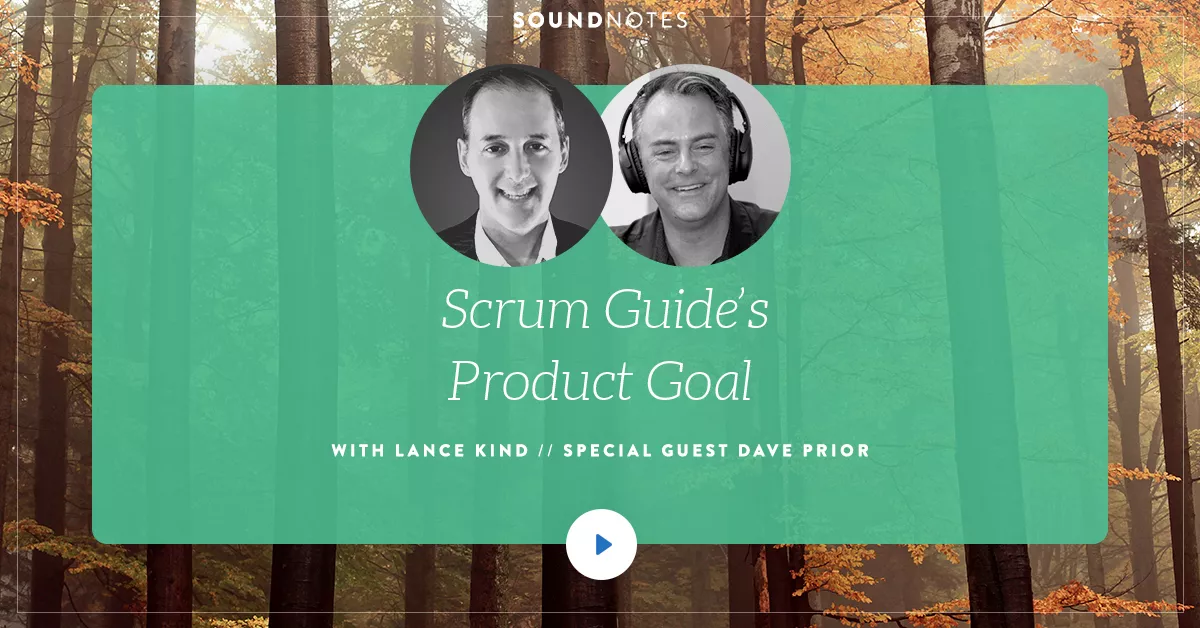 SOUNDNOTES
Scrum Guide’s
Product Goal
WITH LANCE KIND // SPECIAL GUEST DAVE PRIOR